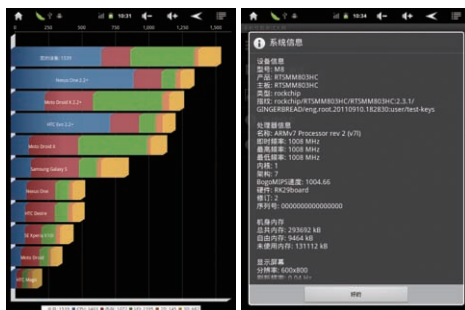 10:31
0 250 500 750 1,000 1,250 1,500
Nexus One 2.2+
Moto Droid X 2.2+
HTC Evo 2.2+
Moto Droid X
Samsung Galaxy S
Nexus One
HTC Desire
SE Xperia X10i
Moto Droid
HTC Magic
10:34
系统信息
设备信息
型号: M8
产品: RTSMM803HC
主板: RTSMM803HC
类型: rockchip
指纹: rockchip/RTSMM803HC/RTSMM803HC:2.3.1/
GINGERBREAD/eng.root.20110910.182830:user/test-keys
处理器信息
名称: ARMv7 Processor rev 2 (v7l)
即时频率: 1008 MHz
最高频率: 1008 MHz
最低频率: 1008 MHz
内核: 1
架构: 7
BogoMIPS速度: 1004.66
硬件: RK29board
修订: 2
序列号: 0000000000000000
机身内存
总共内存: 293692 kB
自由内存: 9464 kB
未使用内存: 131112 kB
显示屏幕
分辨率: 600x800